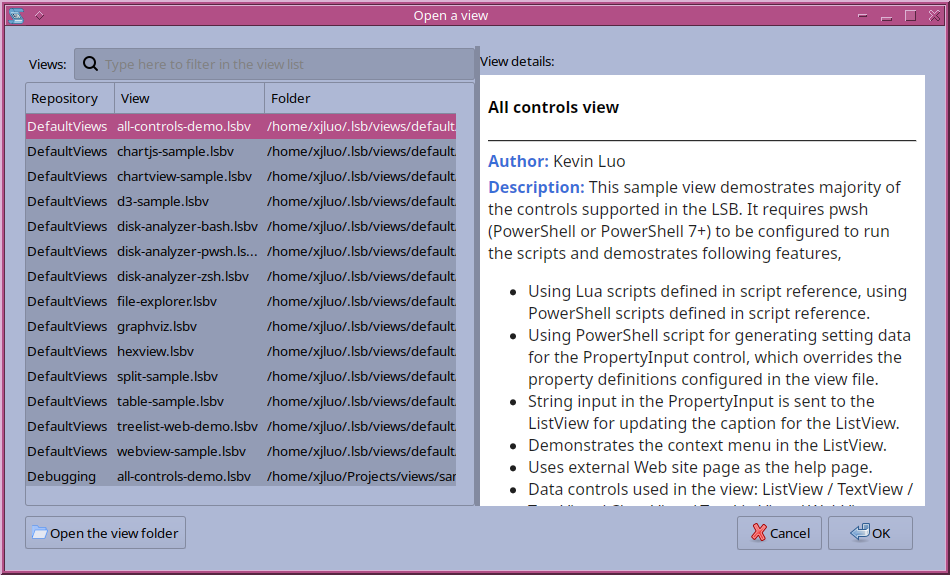 Open a view
Views: Type here to filter in the view list
Repository View Folder
DefaultViews all-controls-demo.lsbv /home/xjluo/.lsb/views/default.
DefaultViews chartjs-sample.lsbv /home/xjluo/.lsb/views/default.
DefaultViews chartview-sample.lsbv /home/xjluo/.lsb/views/default.
DefaultViews d3-sample.lsbv /home/xjluo/.lsb/views/default.
DefaultViews disk-analyzer-bash.lsbv /home/xjluo/.lsb/views/default.
DefaultViews disk-analyzer-pwsh.ls... /home/xjluo/.lsb/views/default.
DefaultViews disk-analyzer-zsh.lsbv /home/xjluo/.lsb/views/default.
DefaultViews file-explorer.lsbv /home/xjluo/.lsb/views/default.
DefaultViews graphviz.lsbv /home/xjluo/.lsb/views/default.
DefaultViews hexview.lsbv /home/xjluo/.lsb/views/default.
DefaultViews split-sample.lsbv /home/xjluo/.lsb/views/default.
DefaultViews table-sample.lsbv /home/xjluo/.lsb/views/default.
DefaultViews treelist-web-demo.lsbv /home/xjluo/.lsb/views/default.
DefaultViews webview-sample.lsbv /home/xjluo/.lsb/views/default.
Debugging all-controls-demo.lsbv /home/xjluo/Projects/views/sar
View details:
All controls view
Author: Kevin Luo
Description: This sample view demostrates majority of
the controls supported in the LSB. It requires pwsh
(PowerShell or PowerShell 7+) to be configured to run
the scripts and demostrates following features,
• Using Lua scripts defined in script reference, using
PowerShell scripts defined in script reference.
• Using PowerShell script for generating setting data
for the PropertyInput control, which overrides the
property definitions configured in the view file.
• String input in the PropertyInput is sent to the
ListView for updating the caption for the ListView.
• Demonstrates the context menu in the ListView.
• Uses external Web site page as the help page.
• Data controls used in the view: ListView / TextView /
Open the view folder
Cancel
OK